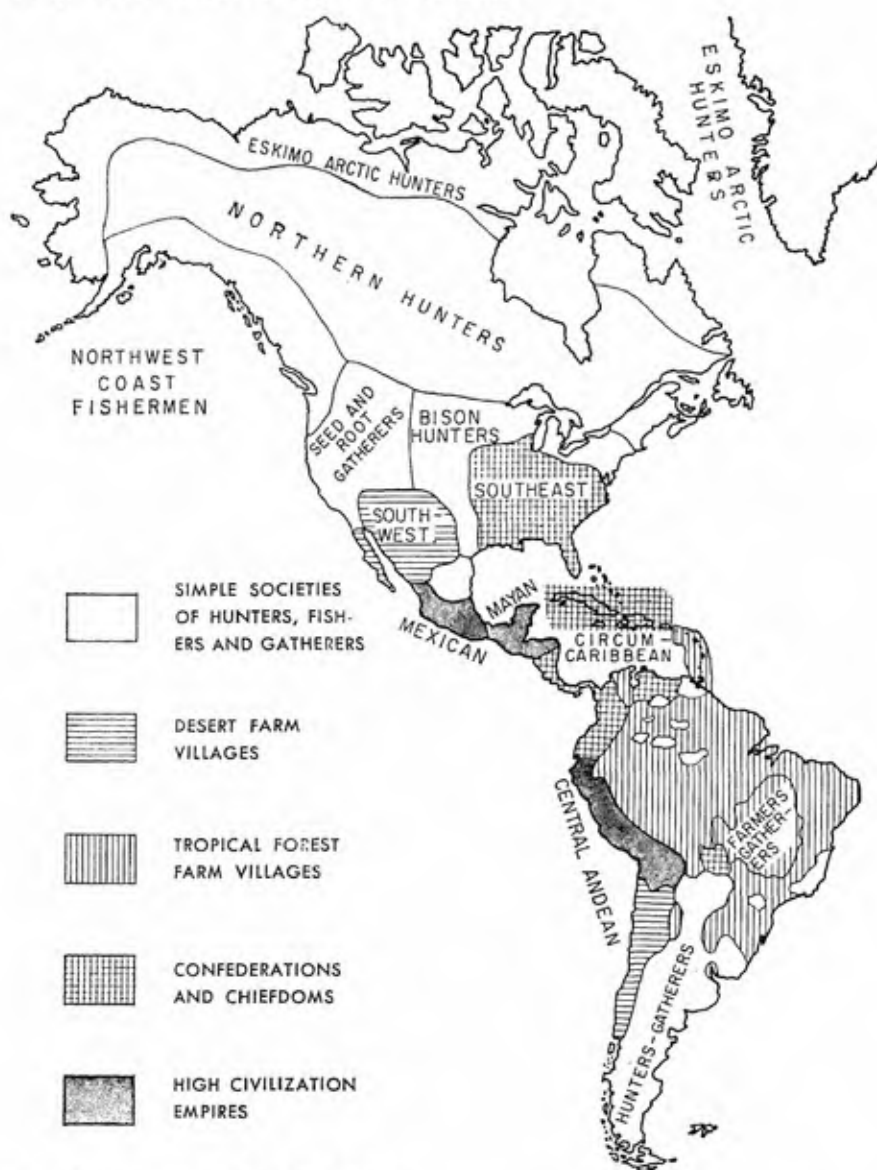 ESKIMO ARCTIC
HUNTERS
ESKIMO ARCTIC HUNTERS
NORTHERN HUNTERS
NORTHWEST
COAST
FISHERMEN
SEED AND
ROOT
GATHERERS
BISON
HUNTERS
SOUTHEAST
SOUTH-
WEST
MEXICAN
MAYAN
CIRCUM-
CARIBBEAN
CENTRAL ANDEAN
FARMERS
GATHER-
ERS
HUNTERS-GATHERERS
SIMPLE SOCIETIES
OF HUNTERS, FISH-
ERS AND GATHERERS
DESERT FARM
VILLAGES
TROPICAL FOREST
FARM VILLAGES
CONFEDERATIONS
AND CHIEFDOMS
HIGH CIVILIZATION
EMPIRES